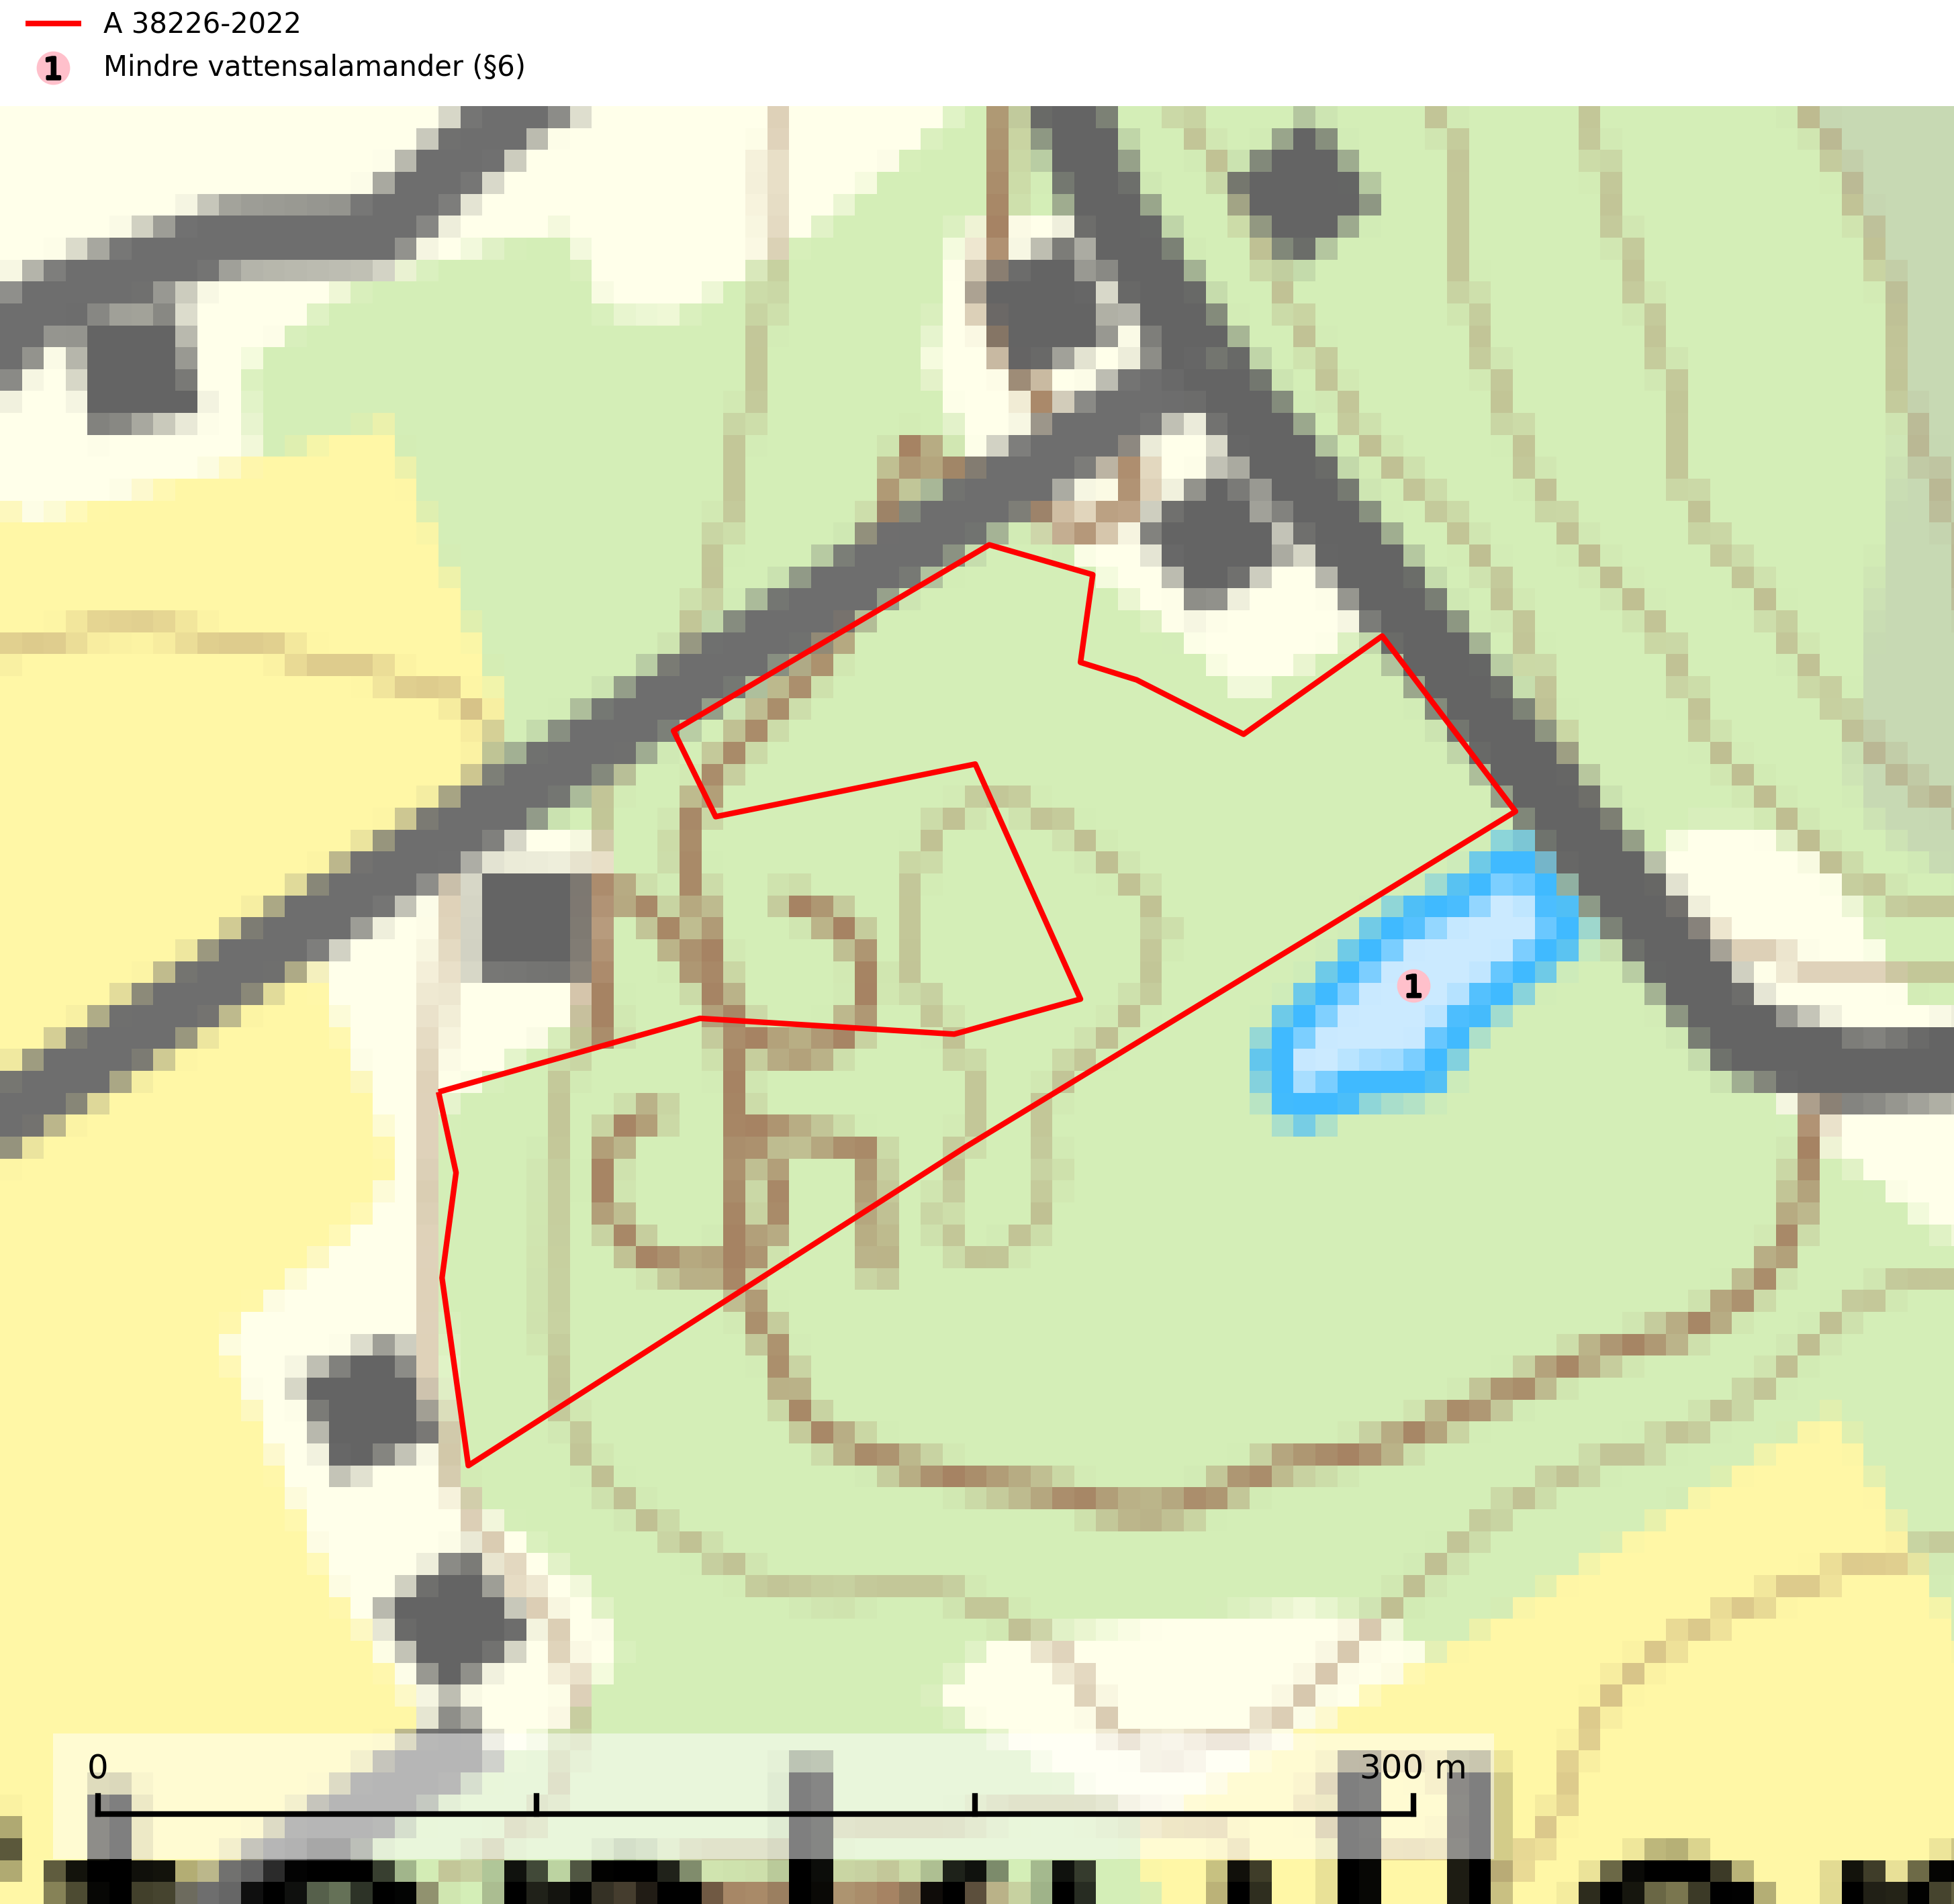 A 38226-2022
1 Mindre vattensalamander (§6)
1
0 300 m